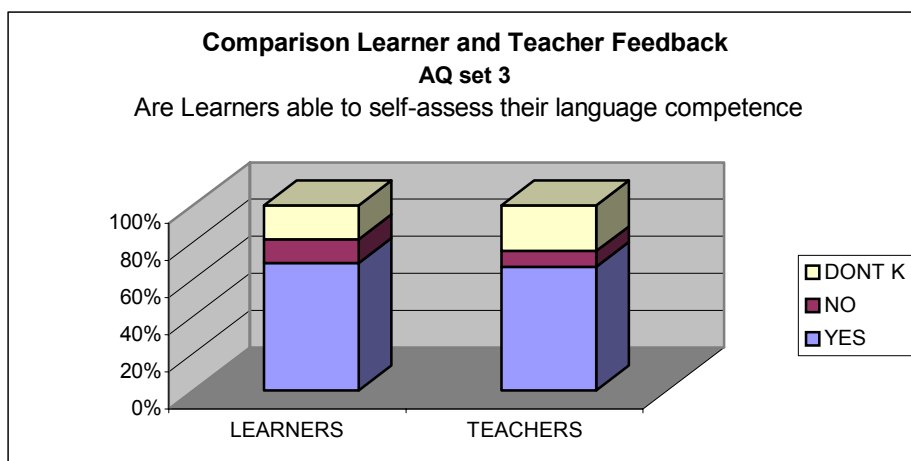 Comparison Learner and Teacher Feedback
AQ set 3
Are Learners able to self-assess their language competence
100%
80%
60%
40%
20%
0%
LEARNERS
TEACHERS
DONT K
NO
YES